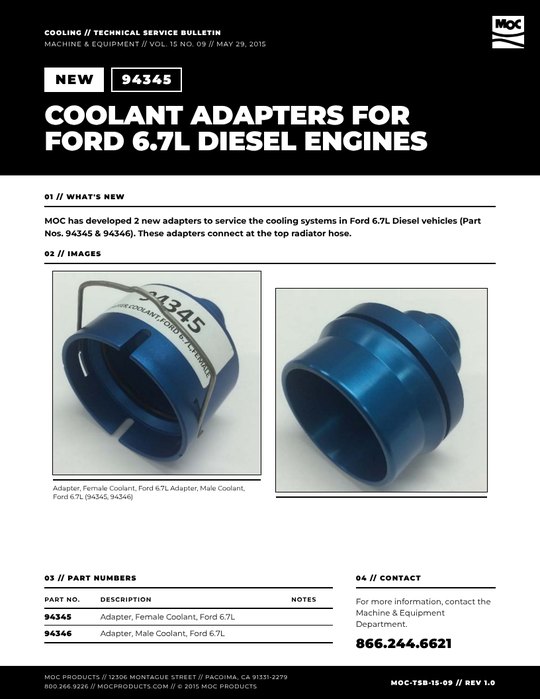 COOLING // TECHNICAL SERVICE BULLETIN
MACHINE & EQUIPMENT // VOL. 15 NO. 09 // MAY 29, 2015
MOC
NEW 94345
COOLANT ADAPTERS FOR
FORD 6.7L DIESEL ENGINES
01 // WHAT'S NEW
MOC has developed 2 new adapters to service the cooling systems in Ford 6.7L Diesel vehicles (Part
Nos. 94345 & 94346). These adapters connect at the top radiator hose.
02 // IMAGES
94345
COOLANT,FORD 6.7L,FEMALE
Adapter, Female Coolant, Ford 6.7L Adapter, Male Coolant,
Ford 6.7L (94345, 94346)
03 // PART NUMBERS
PART NO. DESCRIPTION NOTES
94345 Adapter, Female Coolant, Ford 6.7L
94346 Adapter, Male Coolant, Ford 6.7L
04 // CONTACT
For more information, contact the
Machine & Equipment
Department.
866.244.6621
MOC PRODUCTS // 12306 MONTAGUE STREET // PACOIMA, CA 91331-2279
800.266.9226 // MOCPRODUCTS.COM // © 2015 MOC PRODUCTS
MOC-TSB-15-09 // REV 1.0